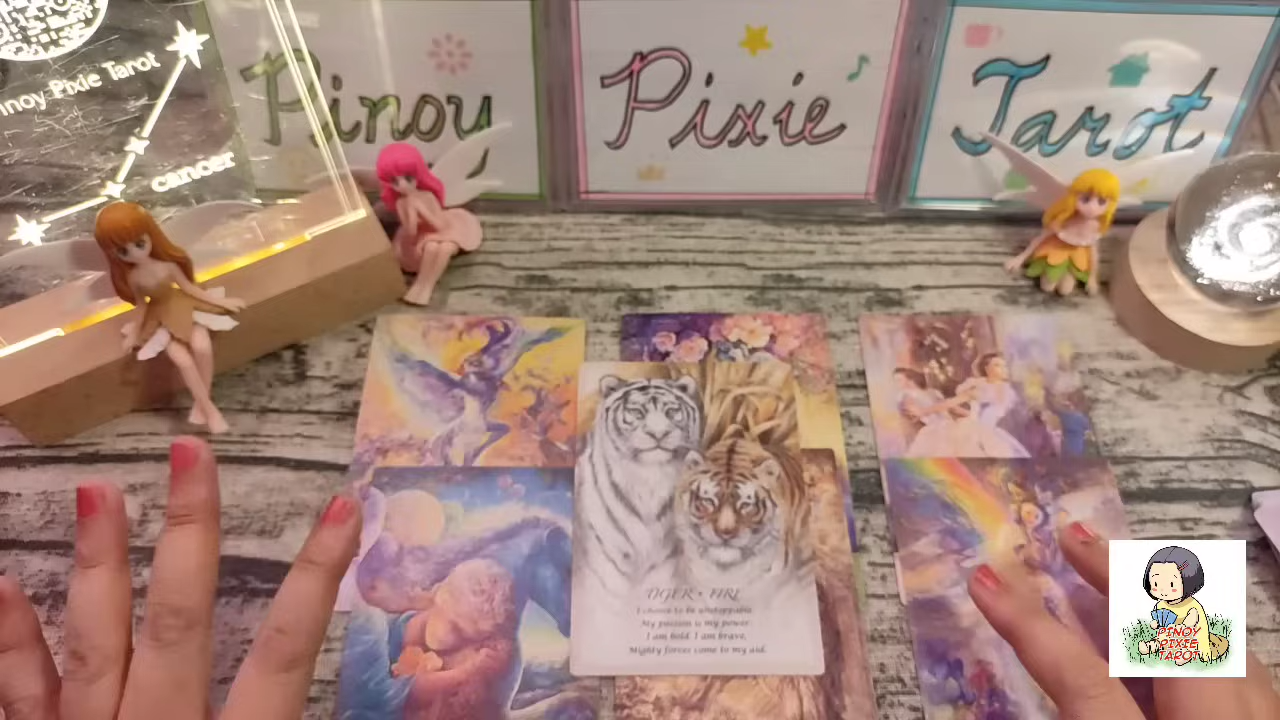 Pinoy Pixie Tarot
Pinoy Pixie Tarot
cancer
TIGER • FIRE
I choose to be unstoppable.
My passion is my power.
I am bold. I am brave.
Mighty forces come to my aid.
PINOY
PIXIE
TAROT